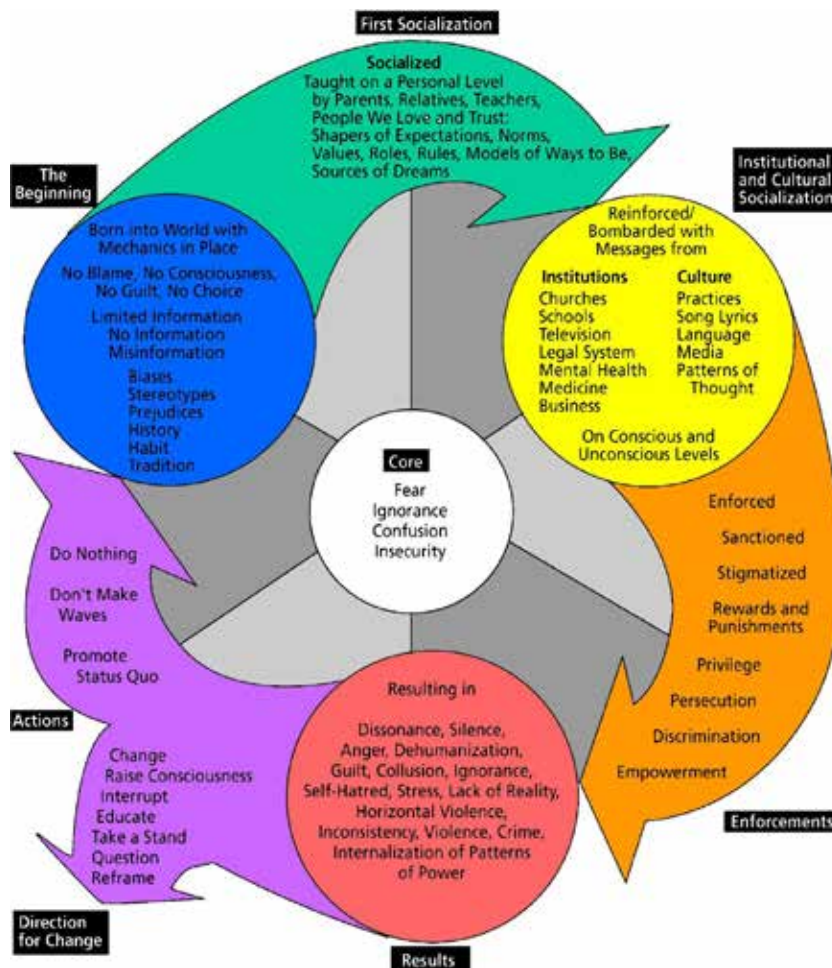 First Socialization
Socialized
Taught on a Personal Level
by Parents, Relatives, Teachers,
People We Love and Trust:
Shapers of Expectations, Norms,
Values, Roles, Rules, Models of Ways to Be,
Sources of Dreams
The
Beginning
Born into World with
Mechanics in Place
No Blame, No Consciousness,
No Guilt, No Choice
Limited Information
No Information
Misinformation
Biases
Stereotypes
Prejudices
History
Habit
Tradition
Institutional
and Cultural
Socialization
Reinforced/
Bombarded with
Messages from
Institutions
Churches
Schools
Television
Legal System
Mental Health
Medicine
Business
Culture
Practices
Song Lyrics
Language
Media
Patterns of
Thought
On Conscious and
Unconscious Levels
Core
Fear
Ignorance
Confusion
Insecurity
Enforced
Sanctioned
Stigmatized
Rewards and
Punishments
Privilege
Persecution
Discrimination
Empowerment
Enforcements
Resulting in
Dissonance, Silence,
Anger, Dehumanization,
Guilt, Collusion, Ignorance,
Self-Hatred, Stress, Lack of Reality,
Horizontal Violence,
Inconsistency, Violence, Crime,
Internalization of Patterns
of Power
Results
Do Nothing
Don't Make
Waves
Promote
Status Quo
Actions
Change
Raise Consciousness
Interrupt
Educate
Take a Stand
Question
Reframe
Direction
for Change